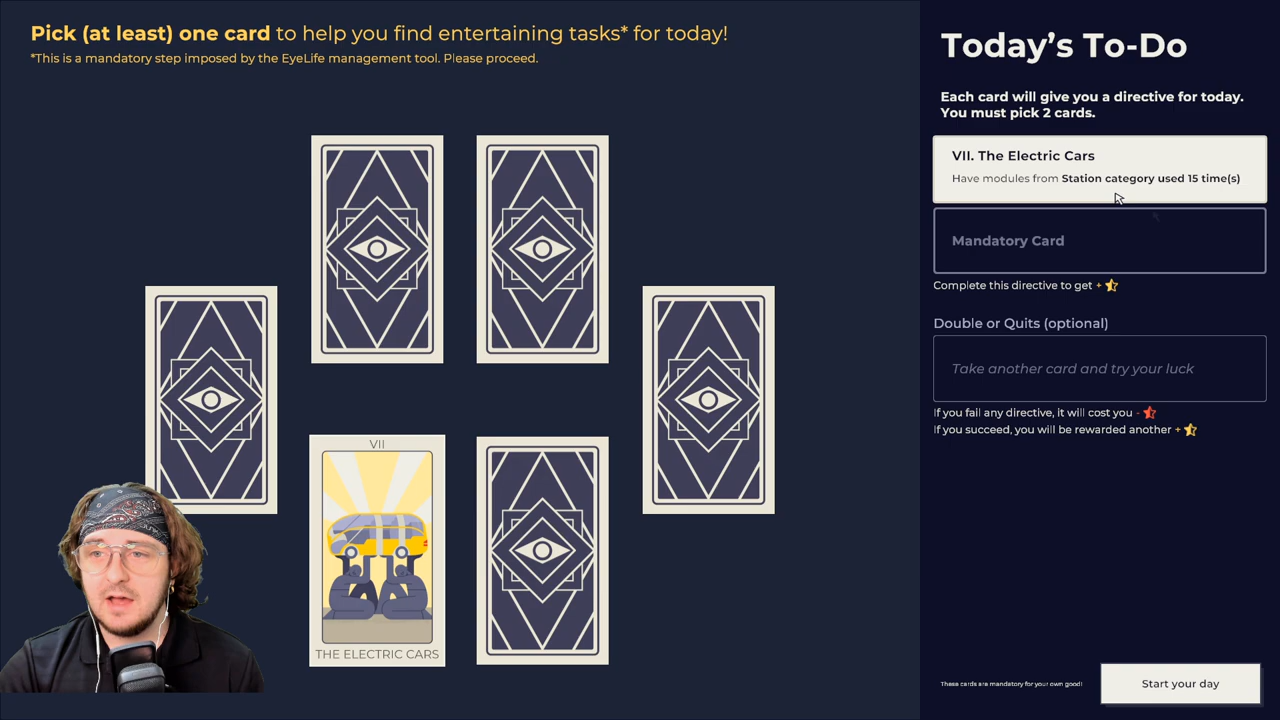 Pick (at least) one card to help you find entertaining tasks* for today!
*This is a mandatory step imposed by the EyeLife management tool. Please proceed.
VII
THE ELECTRIC CARS
Today's To-Do
Each card will give you a directive for today.
You must pick 2 cards.
VII. The Electric Cars
Have modules from Station category used 15 time(s)
Mandatory Card
Complete this directive to get +
Double or Quits (optional)
Take another card and try your luck
If you fail any directive, it will cost you -
If you succeed, you will be rewarded another +
These cards are mandatory for your own good!
Start your day